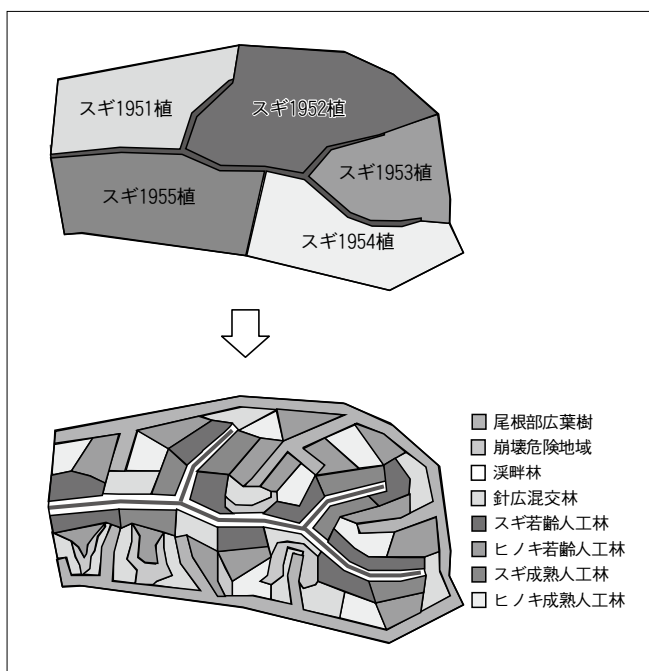 スギ1951植
スギ1952植
スギ1953植
スギ1955植
スギ1954植
尾根部広葉樹
崩壊危険地域
渓畔林
針広混交林
スギ若齢人工林
ヒノキ若齢人工林
スギ成熟人工林
ヒノキ成熟人工林